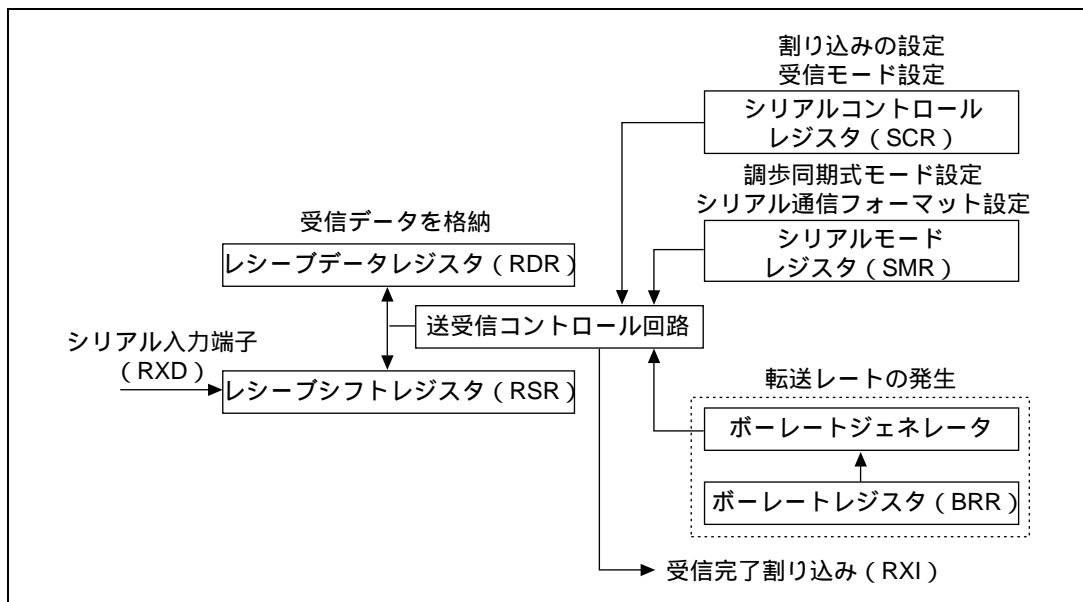 割り込みの設定
受信モード設定
シリアルコントロール
レジスタ(SCR)
調歩同期式モード設定
シリアル通信フォーマット設定
シリアルモード
レジスタ(SMR)
受信データを格納
レシーブデータレジスタ(RDR)
送受信コントロール回路
シリアル入力端子
(RXD)
レシーブシフトレジスタ(RSR)
転送レートの発生
ボーレートジェネレータ
ボーレートレジスタ(BRR)
受信完了割り込み(RXI)